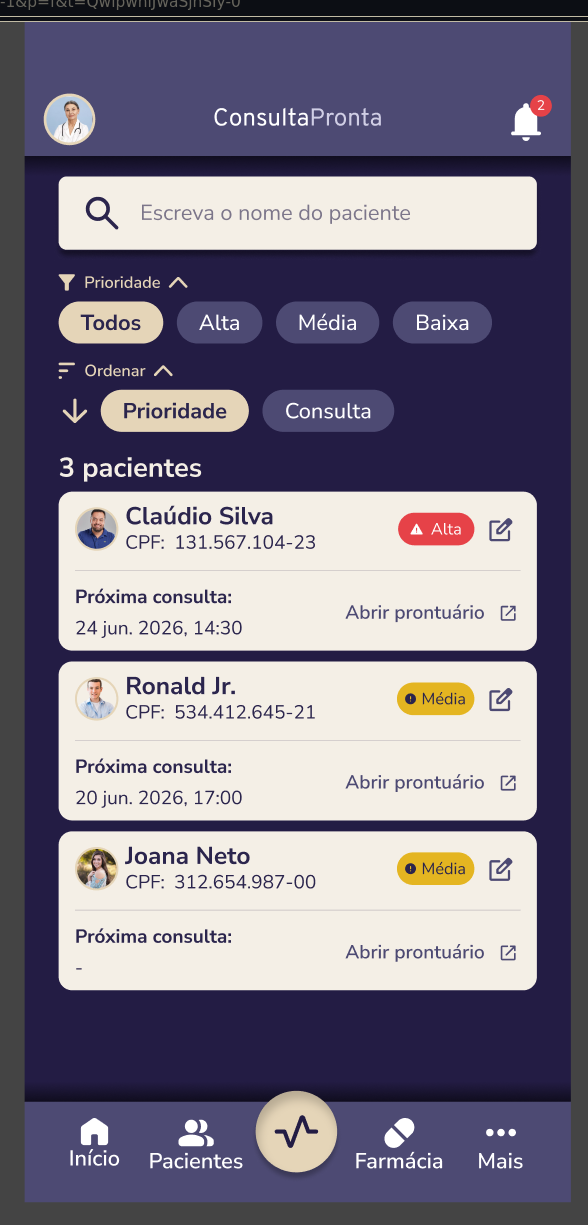 ConsultaPronta
2
Escreva o nome do paciente
Prioridade
Todos Alta Média Baixa
Ordenar
Prioridade Consulta
3 pacientes
Claúdio Silva
CPF: 131.567.104-23
Alta
Próxima consulta:
24 jun. 2026, 14:30
Abrir prontuário
Ronald Jr.
CPF: 534.412.645-21
Média
Próxima consulta:
20 jun. 2026, 17:00
Abrir prontuário
Joana Neto
CPF: 312.654.987-00
Média
Próxima consulta:
-
Abrir prontuário
Início Pacientes Farmácia Mais